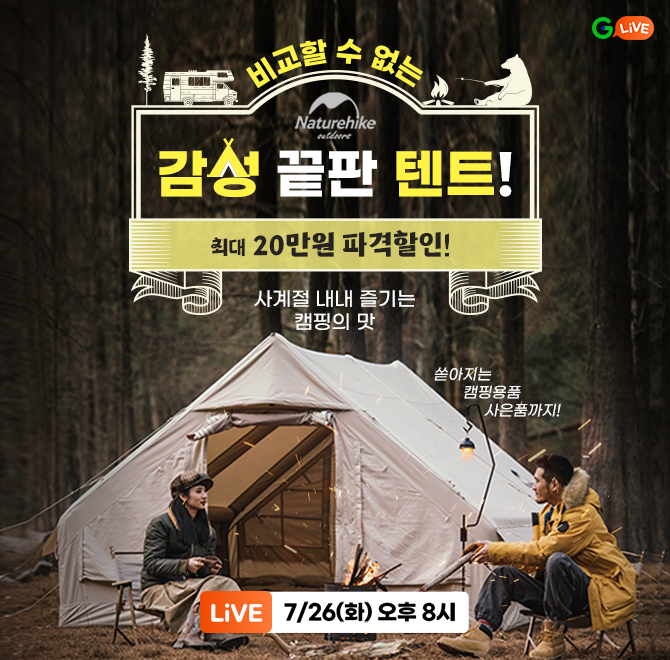 G LiVE
비교할 수 없는
Naturehike
outdoors
감성 끝판 텐트!
최대 20만원 파격할인!
사계절 내내 즐기는
캠핑의 맛
쏟아지는
캠핑용품
사은품까지!
LiVE 7/26(화) 오후 8시